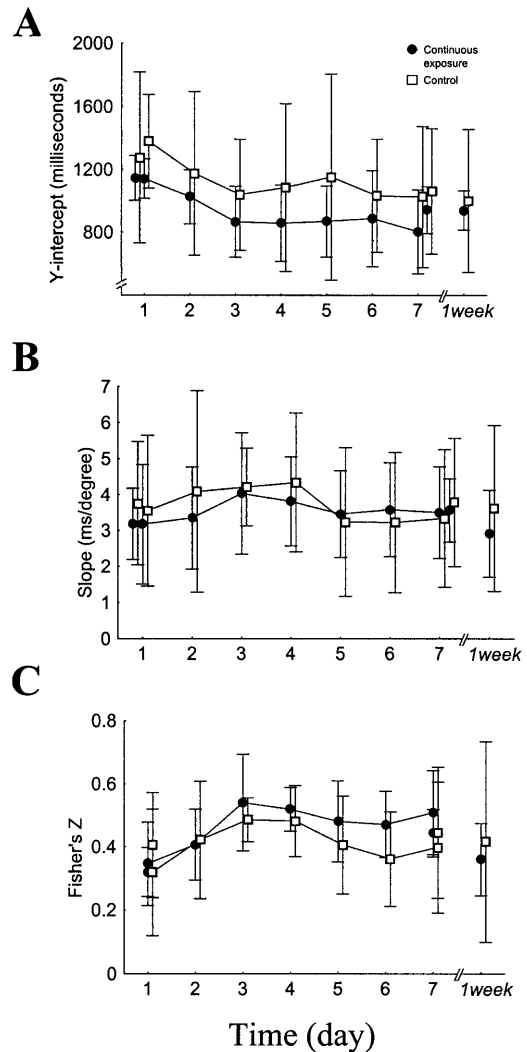 A
Y-intercept (milliseconds)
2000
1600
1200
800
Continuous
exposure
Control
1 2 3 4 5 6 7 1week
B
Slope (ms/degree)
7
6
5
4
3
2
1
0
1 2 3 4 5 6 7 1week
C
Fisher's Z
0.8
0.6
0.4
0.2
0
1 2 3 4 5 6 7 1week
Time (day)